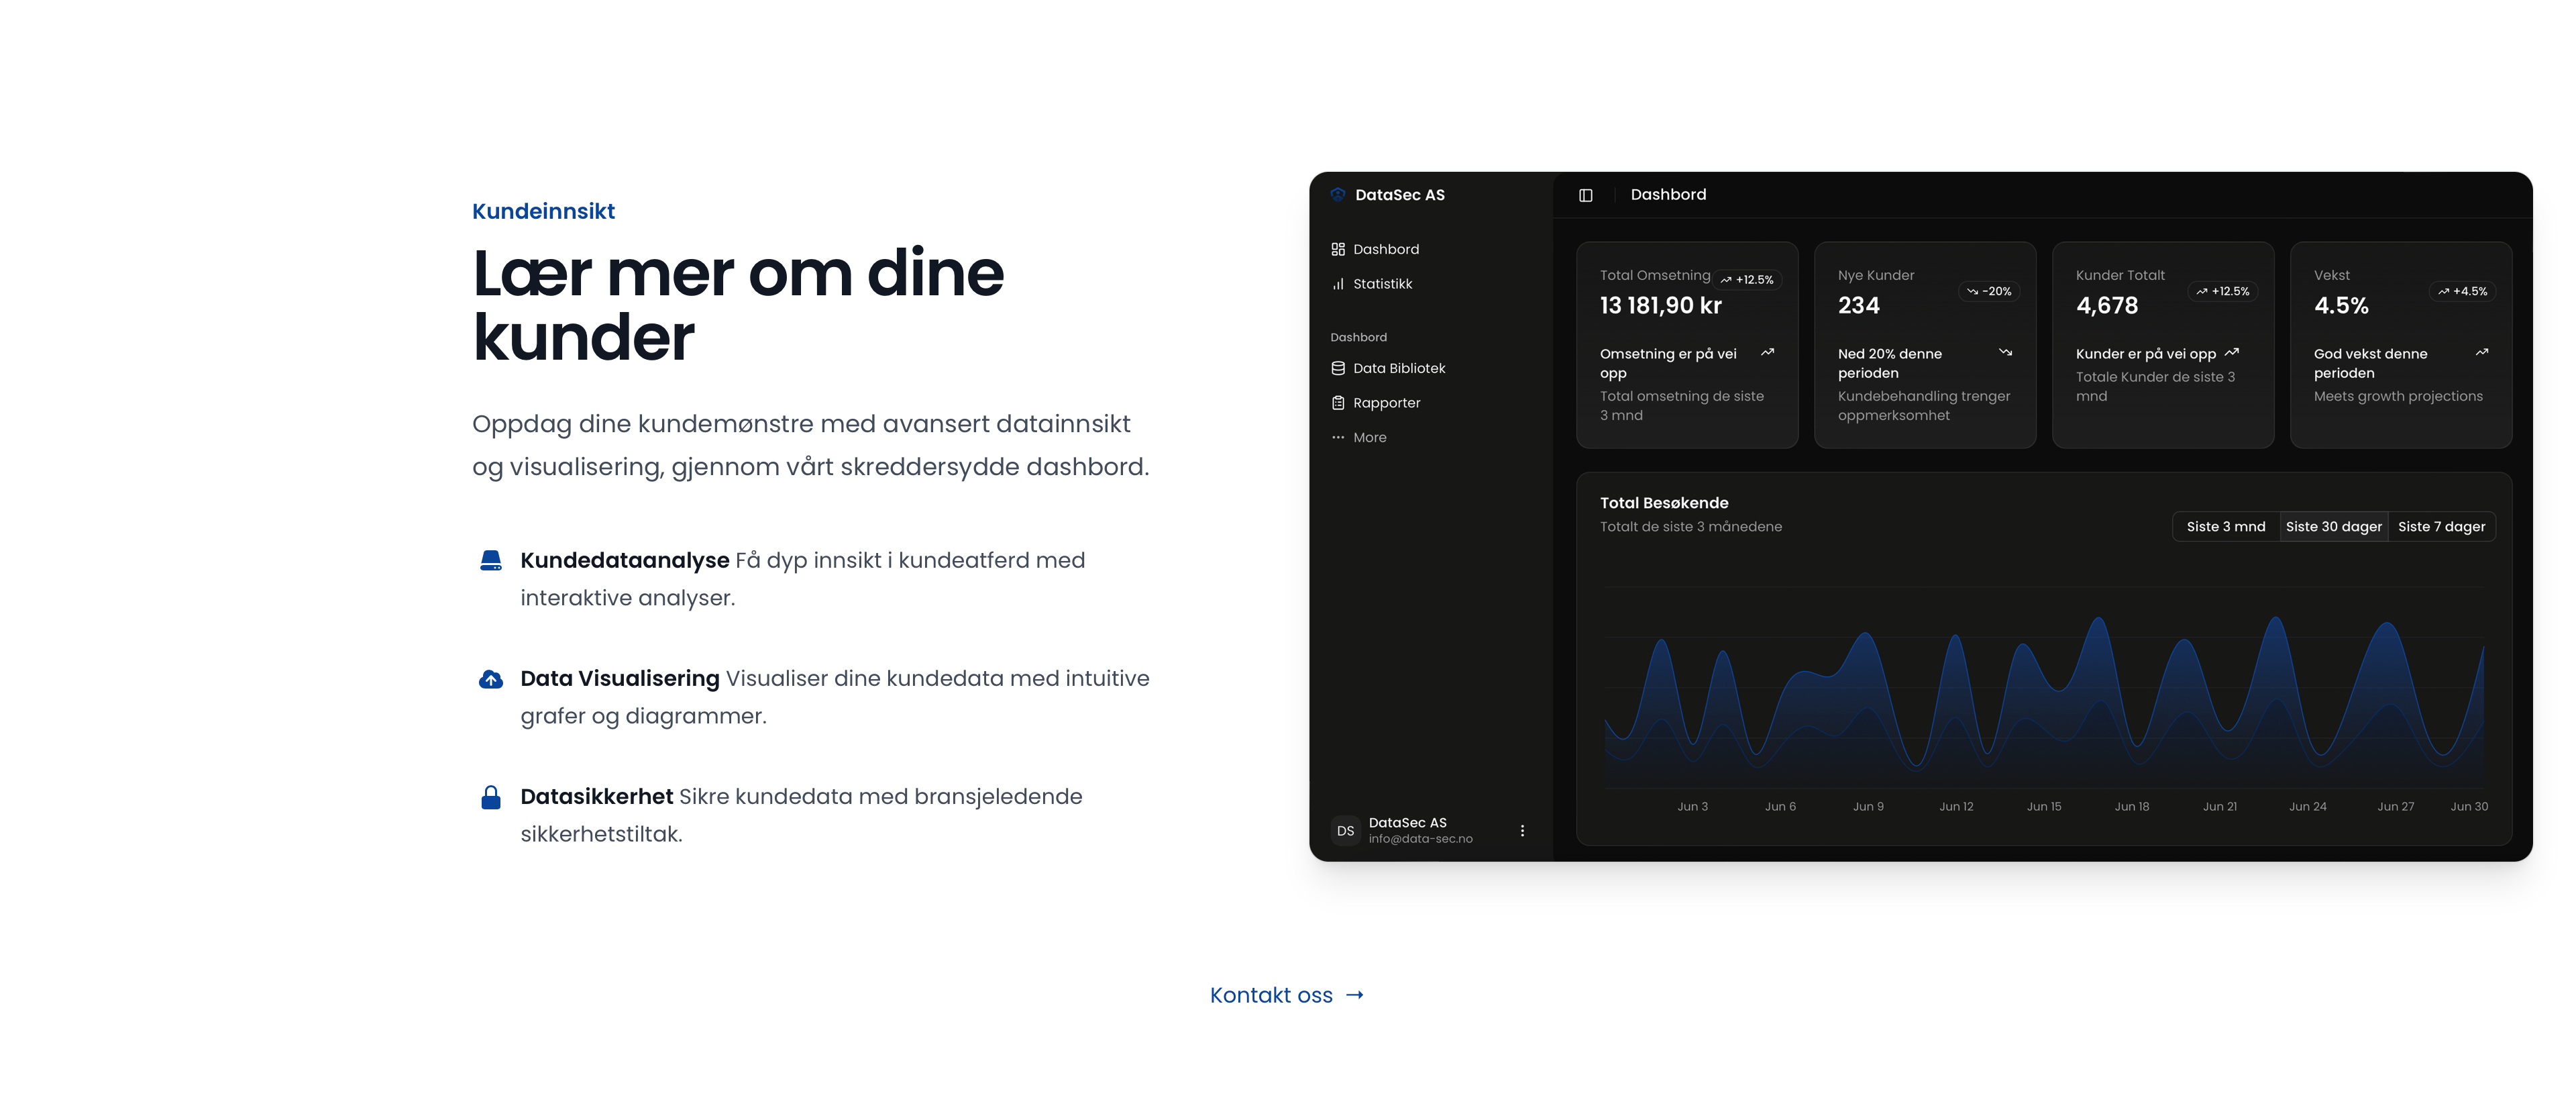 Kundeinnsikt
Lær mer om dine
kunder
Oppdag dine kundemønstre med avansert datainnsikt
og visualisering, gjennom vårt skreddersydde dashbord.
Kundedataanalyse Få dyp innsikt i kundeatferd med
interaktive analyser.
Data Visualisering Visualiser dine kundedata med intuitive
grafer og diagrammer.
Datasikkerhet Sikre kundedata med bransjeledende
sikkerhetstiltak.
DataSec AS
Dashbord
Statistikk
Dashbord
Data Bibliotek
Rapporter
More
DS
DataSec AS
info@data-sec.no
Dashbord
Total Omsetning
+12.5%
13 181,90 kr
Omsetning er på vei
opp
Total omsetning de siste
3 mnd
Nye Kunder
-20%
234
Ned 20% denne
perioden
Kundebehandling trenger
oppmerksomhet
Kunder Totalt
+12.5%
4,678
Kunder er på vei opp
Totale Kunder de siste 3
mnd
Vekst
+4.5%
4.5%
God vekst denne
perioden
Meets growth projections
Total Besøkende
Totalt de siste 3 månedene
Siste 3 mnd Siste 30 dager Siste 7 dager
Jun 3 Jun 6 Jun 9 Jun 12 Jun 15 Jun 18 Jun 21 Jun 24 Jun 27 Jun 30
Kontakt oss →